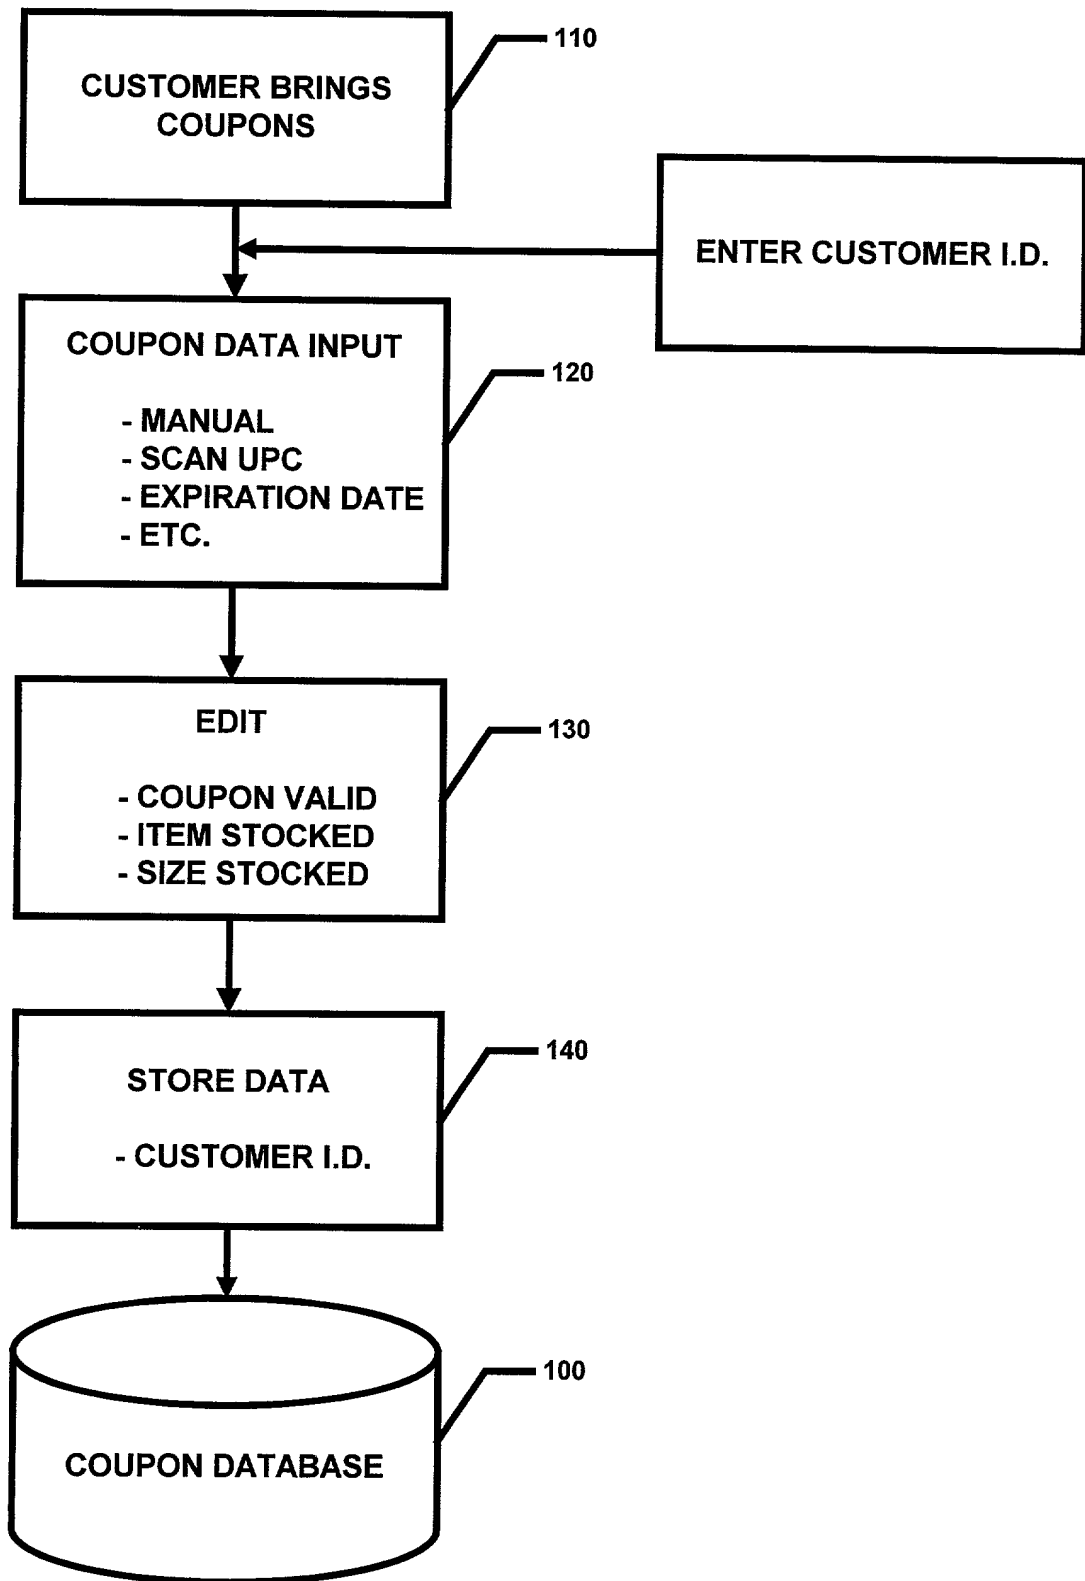 110
CUSTOMER BRINGS
COUPONS
ENTER CUSTOMER I.D.
COUPON DATA INPUT
120
- MANUAL
- SCAN UPC
- EXPIRATION DATE
- ETC.
EDIT
130
- COUPON VALID
- ITEM STOCKED
- SIZE STOCKED
140
STORE DATA
- CUSTOMER I.D.
100
COUPON DATABASE